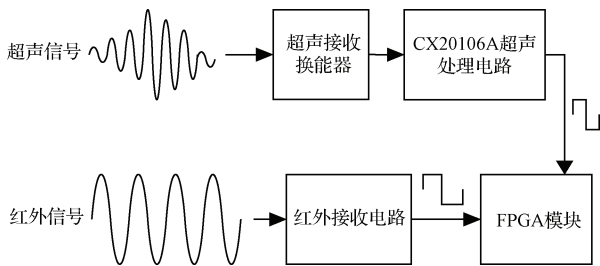 超声信号
超声接收
换能器
CX20106A超声
处理电路
红外信号
红外接收电路
FPGA模块